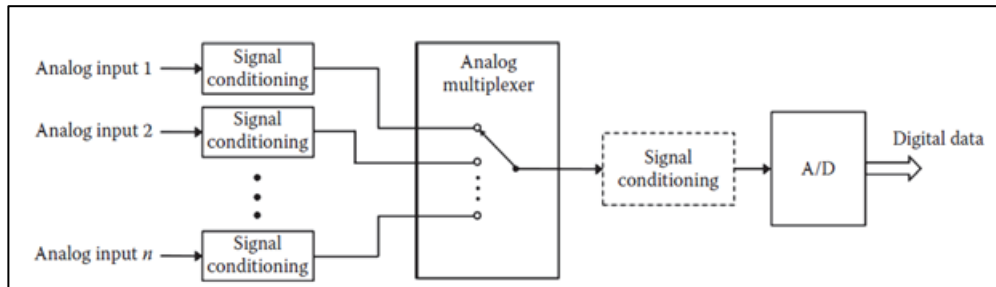 Analog input 1
Signal
conditioning
Analog
multiplexer
Analog input 2
Signal
conditioning
Signal
conditioning
A/D
Digital data
Analog input n
Signal
conditioning